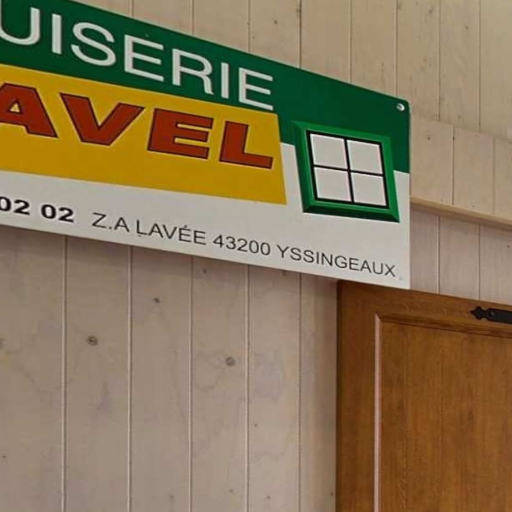 UISERIE
AVEL
02 02 Z.A LAVÉE 43200 YSSINGEAUX